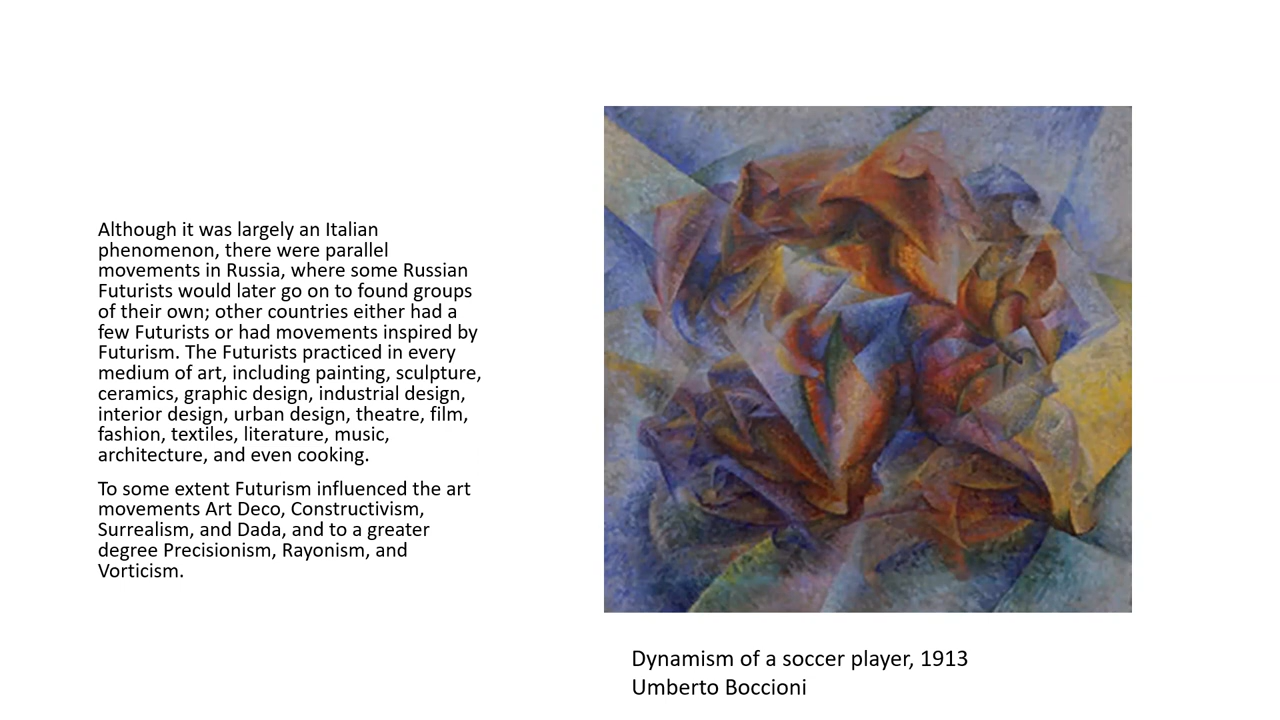 Although it was largely an Italian
phenomenon, there were parallel
movements in Russia, where some Russian
Futurists would later go on to found groups
of their own; other countries either had a
few Futurists or had movements inspired by
Futurism. The Futurists practiced in every
medium of art, including painting, sculpture,
ceramics, graphic design, industrial design,
interior design, urban design, theatre, film,
fashion, textiles, literature, music,
architecture, and even cooking.
To some extent Futurism influenced the art
movements Art Deco, Constructivism,
Surrealism, and Dada, and to a greater
degree Precisionism, Rayonism, and
Vorticism.
Dynamism of a soccer player, 1913
Umberto Boccioni